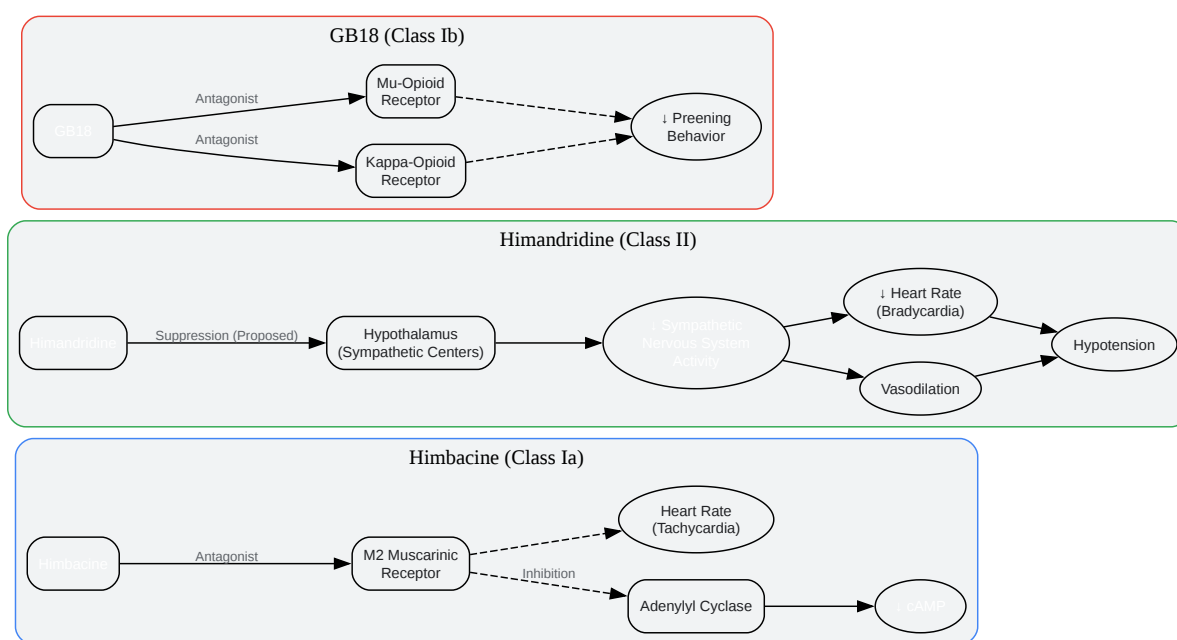 GB18 (Class Ib)
GB18
Antagonist
Antagonist
Mu-Opioid
Receptor
Kappa-Opioid
Receptor
↓ Preening
Behavior
Himandridine (Class II)
Himandridine
Suppression (Proposed)
Hypothalamus
(Sympathetic Centers)
↓ Sympathetic
Nervous System
Activity
↓ Heart Rate
(Bradycardia)
Vasodilation
Hypotension
Himbacine (Class Ia)
Himbacine
Antagonist
M2 Muscarinic
Receptor
Inhibition
Heart Rate
(Tachycardia)
Adenylyl Cyclase
↓ cAMP